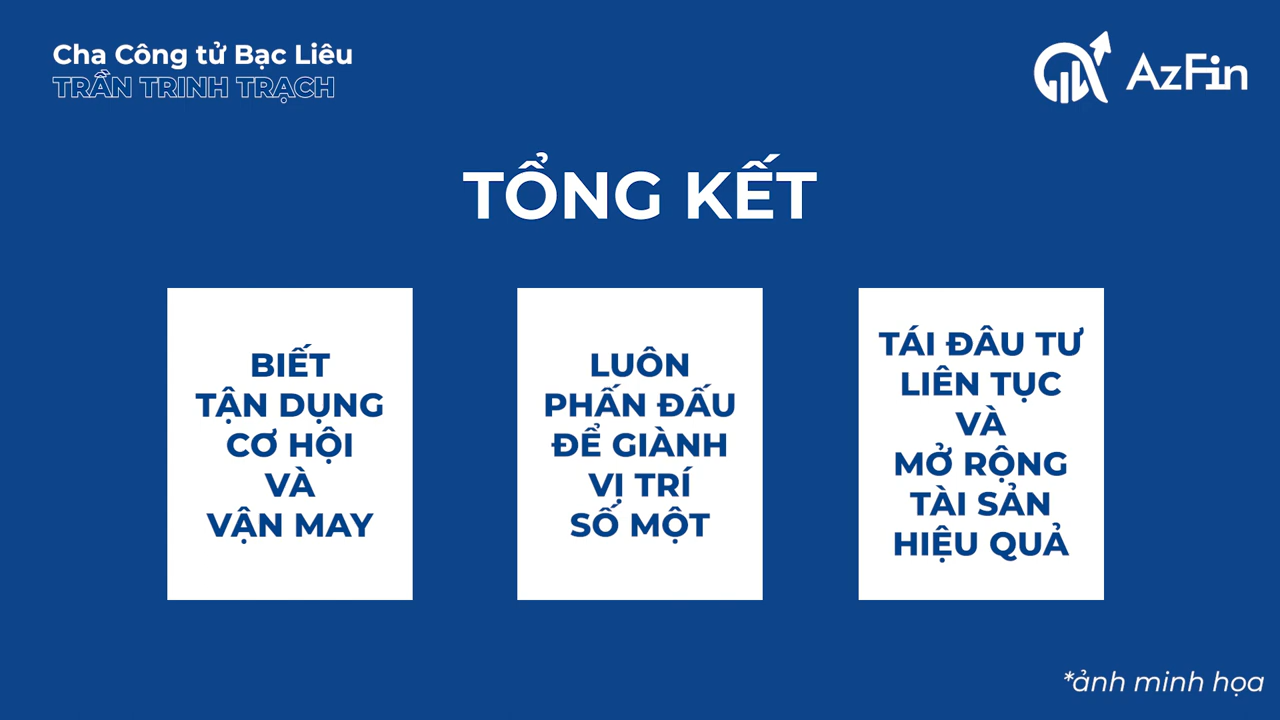 Cha Công tử Bạc Liêu
TRẦN TRINH TRẠCH
AzFin
TỔNG KẾT
BIẾT
TẬN DỤNG
CƠ HỘI
VÀ
VẬN MAY
LUÔN
PHẤN ĐẤU
ĐỂ GIÀNH
VỊ TRÍ
SỐ MỘT
TÁI ĐÂU TƯ
LIÊN TỤC
VÀ
MỞ RỘNG
TÀI SẢN
HIỆU QUẢ
*ảnh minh họa